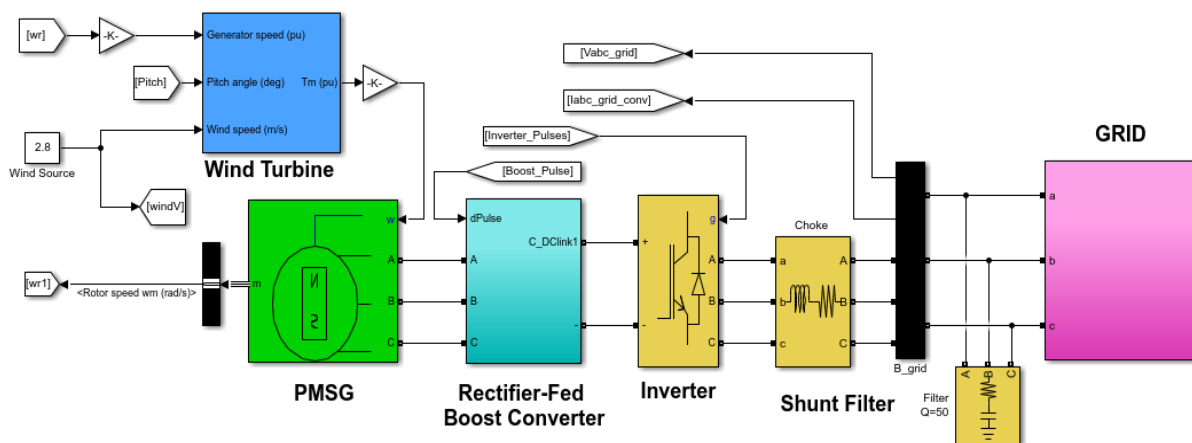 [wr]
-K-
Generator speed (pu)
[Pitch]
Pitch angle (deg)
Tm (pu)
-K-
2.8
Wind speed (m/s)
Wind Source
Wind Turbine
[windV]
[Vabc_grid]
[Iabc_grid_conv]
[Inverter_Pulses]
[Boost_Pulse]
GRID
w
dPulse
C_DClink1
+
g
Choke
a
A
B
C
m
N
S
A
B
C
A
B
C
-
-
A
B
C
a
b
c
A
B
C
b
c
[wr1]
<Rotor speed wm (rad/s)>
PMSG
Rectifier-Fed
Boost Converter
Inverter
Shunt Filter
B_grid
Filter
Q=50